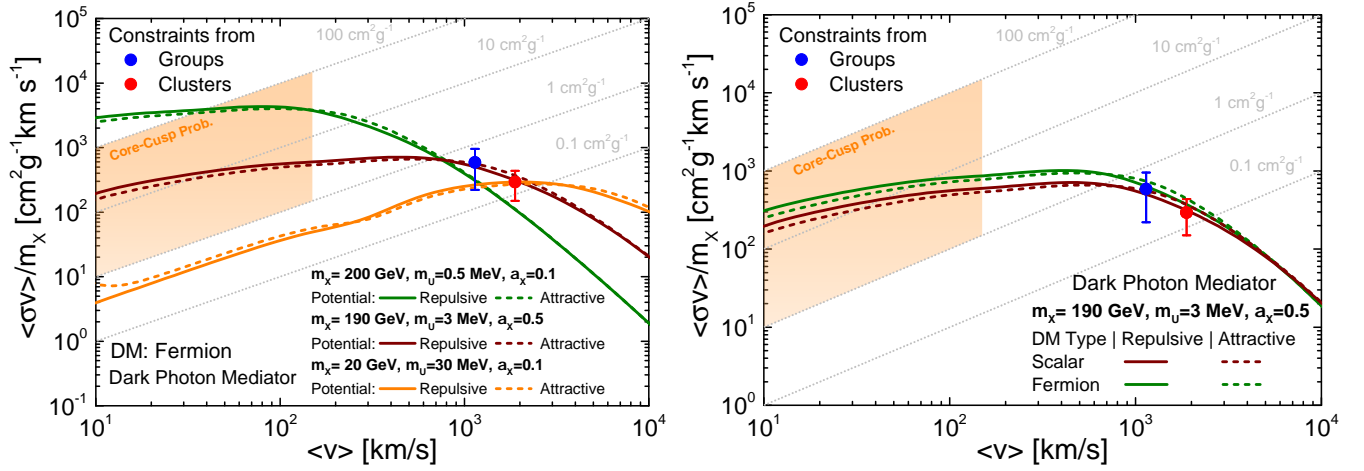 <σv>/m_X [cm²g⁻¹km s⁻¹]
10⁵
10⁴
10³
10²
10¹
10⁰
10⁻¹
Constraints from
Groups
Clusters
100 cm²g⁻¹
10 cm²g⁻¹
1 cm²g⁻¹
0.1 cm²g⁻¹
Core-Cusp Prob.
m_X= 200 GeV, m_U=0.5 MeV, a_X=0.1
Potential: Repulsive Attractive
m_X= 190 GeV, m_U=3 MeV, a_X=0.5
Potential: Repulsive Attractive
m_X= 20 GeV, m_U=30 MeV, a_X=0.1
Potential: Repulsive Attractive
DM: Fermion
Dark Photon Mediator
10¹ 10² 10³ 10⁴
<v> [km/s]
<σv>/m_X [cm²g⁻¹km s⁻¹]
10⁵
10⁴
10³
10²
10¹
10⁰
Constraints from
Groups
Clusters
100 cm²g⁻¹
10 cm²g⁻¹
1 cm²g⁻¹
0.1 cm²g⁻¹
Core-Cusp Prob.
Dark Photon Mediator
m_X= 190 GeV, m_U=3 MeV, a_X=0.5
DM Type | Repulsive | Attractive
Scalar
Fermion
10¹ 10² 10³ 10⁴
<v> [km/s]